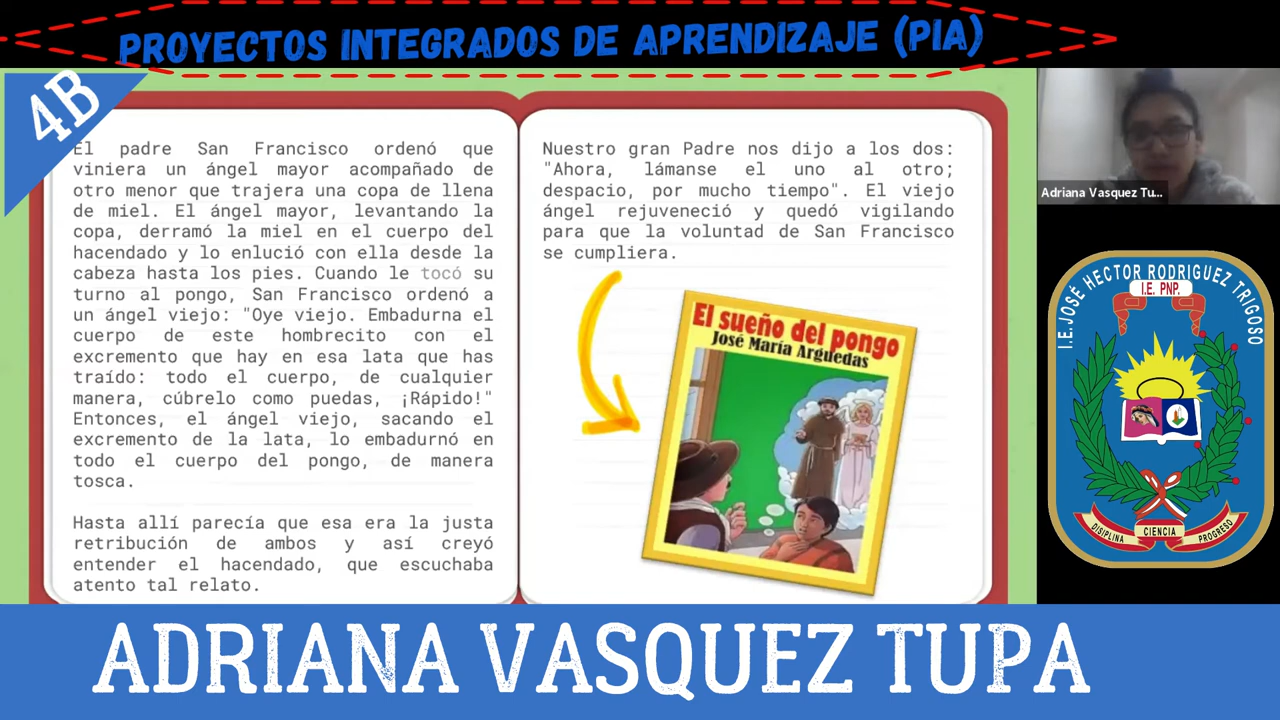 PROYECTOS INTEGRADOS DE APRENDIZAJE (PIA)
4B
El padre San Francisco ordenó que
viniera un ángel mayor acompañado de
otro menor que trajera una copa de llena
de miel. El ángel mayor, levantando la
copa, derramó la miel en el cuerpo del
hacendado y lo enlució con ella desde la
cabeza hasta los pies. Cuando le tocó su
turno al pongo, San Francisco ordenó a
un ángel viejo: "Oye viejo. Embadurna el
cuerpo de este hombrecito con el
excremento que hay en esa lata que has
traído: todo el cuerpo, de cualquier
manera, cúbrelo como puedas, ¡Rápido!"
Entonces, el ángel viejo, sacando el
excremento de la lata, lo embadurnó en
todo el cuerpo del pongo, de manera
tosca.
Hasta allí parecía que esa era la justa
retribución de ambos y así creyó
entender el hacendado, que escuchaba
atento tal relato.
Nuestro gran Padre nos dijo a los dos:
"Ahora, lámanse el uno al otro;
despacio, por mucho tiempo". El viejo
ángel rejuveneció y quedó vigilando
para que la voluntad de San Francisco
se cumpliera.
El sueño del pongo
José María Arguedas
Adriana Vasquez Tu...
I.E. JOSÉ HECTOR RODRIGUEZ TRIGOSO
I.E. PNP.
DISIPLINA
CIENCIA
PROGRESO
ADRIANA VASQUEZ TUPA